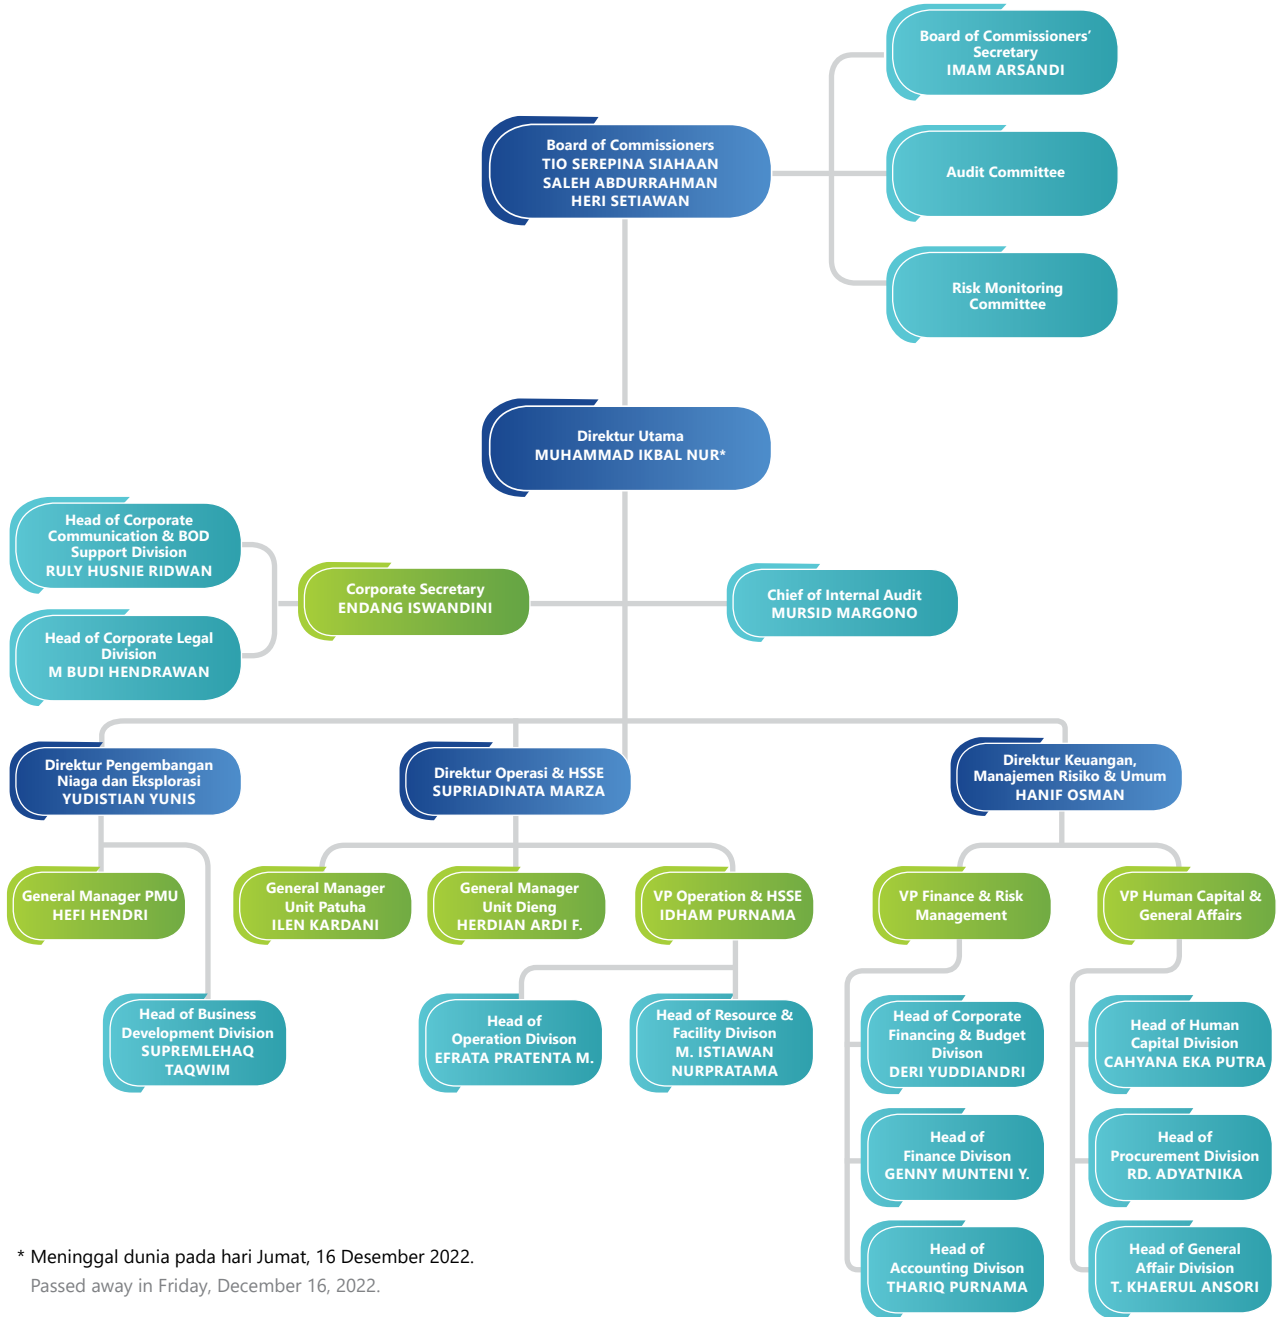 Board of Commissioners'
Secretary
IMAM ARSANDI
Board of Commissioners
TIO SEREPINA SIAHAAN
SALEH ABDURRAHMAN
HERI SETIAWAN
Audit Committee
Risk Monitoring
Committee
Direktur Utama
MUHAMMAD IKBAL NUR*
Head of Corporate
Communication & BOD
Support Division
RULY HUSNIE RIDWAN
Corporate Secretary
ENDANG ISWANDINI
Chief of Internal Audit
MURSID MARGONO
Head of Corporate Legal
Division
M BUDI HENDRAWAN
Direktur Pengembangan
Niaga dan Eksplorasi
YUDISTIAN YUNIS
Direktur Operasi & HSSE
SUPRIADINATA MARZA
Direktur Keuangan,
Manajemen Risiko & Umum
HANIF OSMAN
General Manager PMU
HEFI HENDRI
General Manager
Unit Patuha
ILEN KARDANI
General Manager
Unit Dieng
HERDIAN ARDI F.
VP Operation & HSSE
IDHAM PURNAMA
VP Finance & Risk
Management
VP Human Capital &
General Affairs
Head of Business
Development Division
SUPREMLEHAQ
TAQWIM
Head of
Operation Divison
EFRATA PRATENTA M.
Head of Resource &
Facility Divison
M. ISTIAWAN
NURPRATAMA
Head of Corporate
Financing & Budget
Divison
DERI YUDDIANDRI
Head of Human
Capital Division
CAHYANA EKA PUTRA
Head of
Finance Divison
GENNY MUNTENI Y.
Head of
Procurement Division
RD. ADYATNIKA
Head of
Accounting Divison
THARIQ PURNAMA
Head of General
Affair Division
T. KHAERUL ANSORI
* Meninggal dunia pada hari Jumat, 16 Desember 2022.
Passed away in Friday, December 16, 2022.